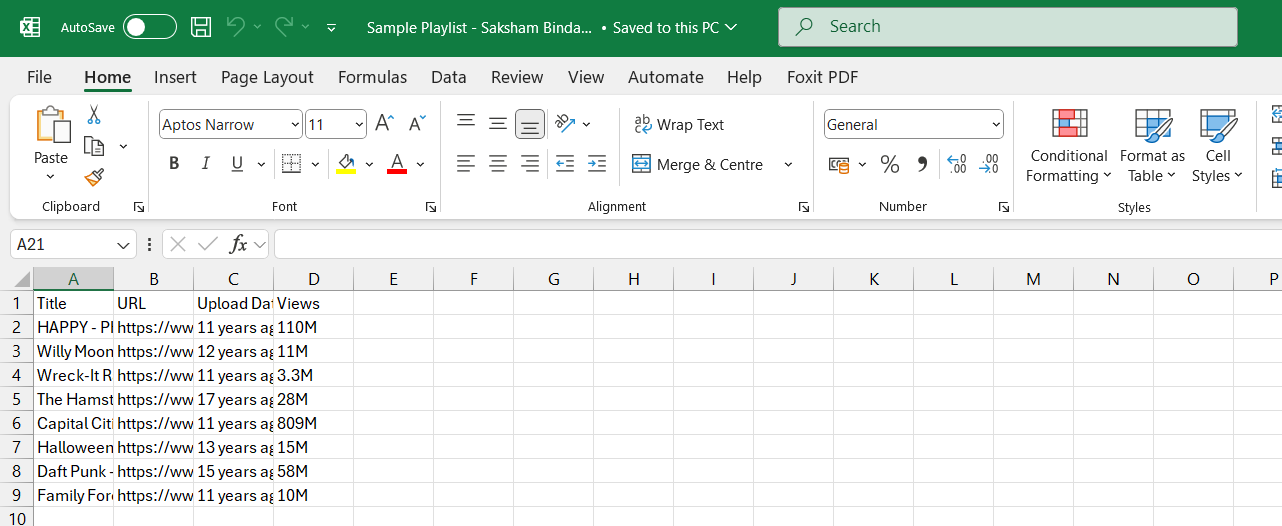 AutoSave Sample Playlist - Saksham Binda... • Saved to this PC Search
File Home Insert Page Layout Formulas Data Review View Automate Help Foxit PDF
Paste
Clipboard
Aptos Narrow 11
B I U A
Font
Wrap Text
Merge & Centre
Alignment
General
% , .00
Number
Conditional Formatting
Format as Table
Cell Styles
Styles
A21 fx
A B C D E F G H I J K L M N O P
1 Title URL Upload Dat Views
2 HAPPY - Pl https://ww 11 years ag 110M
3 Willy Moon https://ww 12 years ag 11M
4 Wreck-It R https://ww 11 years ag 3.3M
5 The Hamst https://ww 17 years ag 28M
6 Capital Citi https://ww 11 years ag 809M
7 Halloween https://ww 13 years ag 15M
8 Daft Punk - https://ww 15 years ag 58M
9 Family Forc https://ww 11 years ag 10M
10